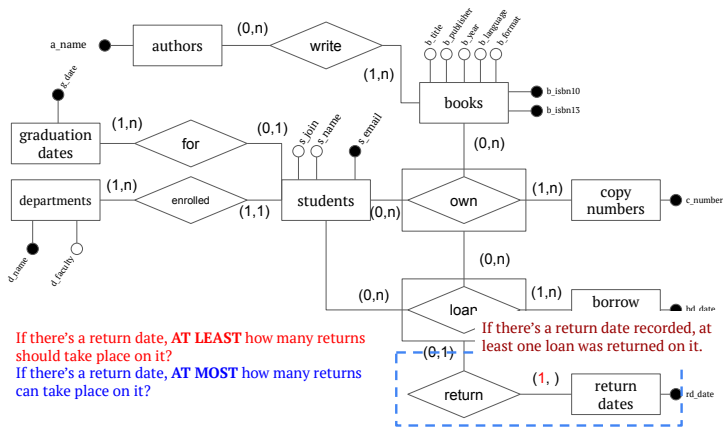 a_name
authors
(0,n)
write
(1,n)
b_title
b_publisher
b_year
b_language
b_format
books
b_isbn10
b_isbn13
(0,n)
g_date
graduation
dates
(1,n)
for
(0,1)
s_join
s_name
s_email
departments
(1,n)
enrolled
(1,1)
students
(0,n)
own
(1,n)
copy
numbers
c_number
d_name
d_faculty
(0,n)
(0,n)
loan
(1,n)
borrow
bd_date
If there's a return date, AT LEAST how many returns
should take place on it?
If there's a return date, AT MOST how many returns
can take place on it?
If there's a return date recorded, at
least one loan was returned on it.
(0,1)
return
(1, )
return
dates
rd_date